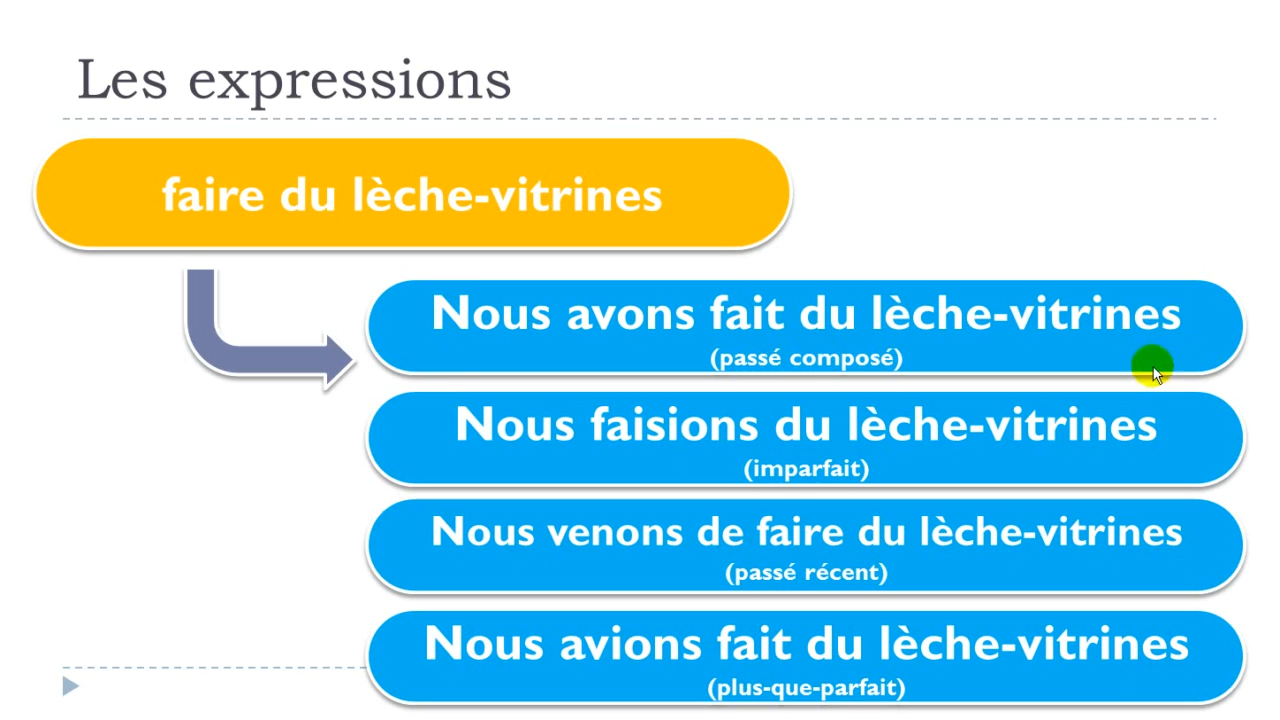 Les expressions
faire du lèche-vitrines
Nous avons fait du lèche-vitrines
(passé composé)
Nous faisions du lèche-vitrines
(imparfait)
Nous venons de faire du lèche-vitrines
(passé récent)
Nous avions fait du lèche-vitrines
(plus-que-parfait)